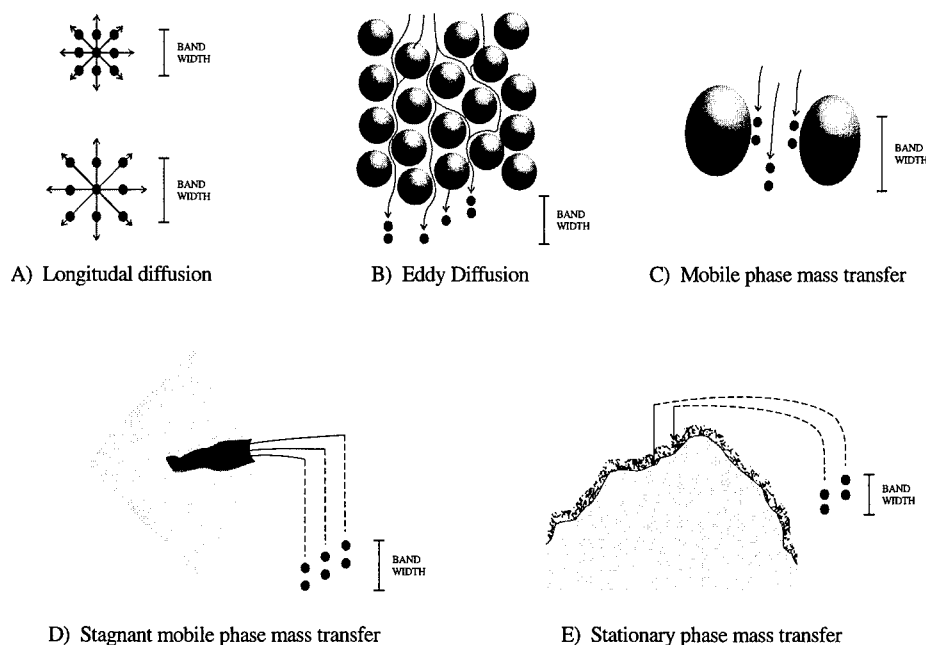 BAND
WIDTH
BAND
WIDTH
A) Longitudal diffusion
BAND
WIDTH
B) Eddy Diffusion
BAND
WIDTH
C) Mobile phase mass transfer
BAND
WIDTH
D) Stagnant mobile phase mass transfer
BAND
WIDTH
E) Stationary phase mass transfer